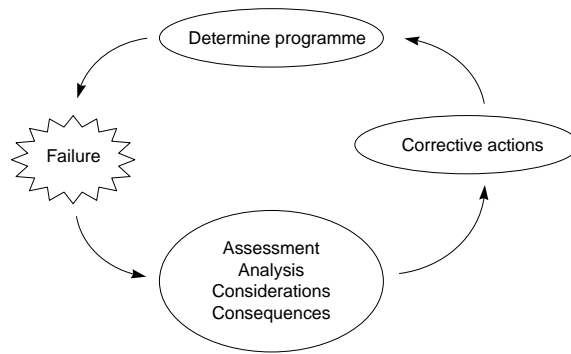 Determine programme
Failure
Corrective actions
Assessment
Analysis
Considerations
Consequences